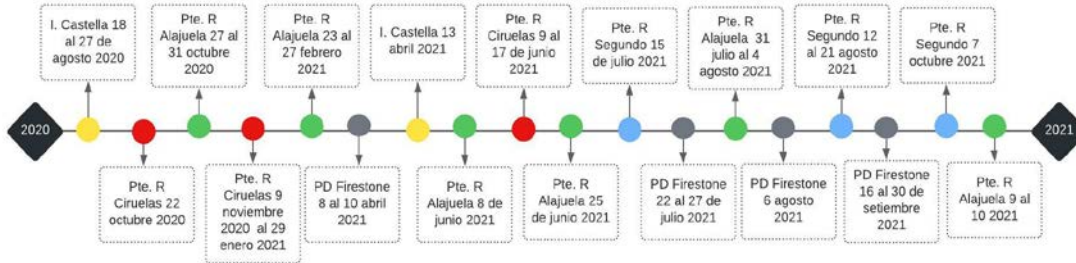 2020
I. Castella 18
al 27 de
agosto 2020
Pte. R
Ciruelas 22
octubre 2020
Pte. R
Alajuela 27 al
31 octubre
2020
Pte. R
Ciruelas 9
noviembre
2020 al 29
enero 2021
Pte. R
Alajuela 23 al
27 febrero
2021
PD Firestone
8 al 10 abril
2021
I. Castella 13
abril 2021
Pte. R
Alajuela 8 de
junio 2021
Pte. R
Ciruelas 9 al
17 de junio
2021
Pte. R
Alajuela 25
de junio 2021
Pte. R
Segundo 15
de julio 2021
PD Firestone
22 al 27 de
julio 2021
Pte. R
Alajuela 31
julio al 4
agosto 2021
PD Firestone
6 agosto
2021
Pte. R
Segundo 12
al 21 agosto
2021
PD Firestone
16 al 30 de
setiembre
2021
Pte. R
Segundo 7
octubre 2021
Pte. R
Alajuela 9 al
10 2021
2021